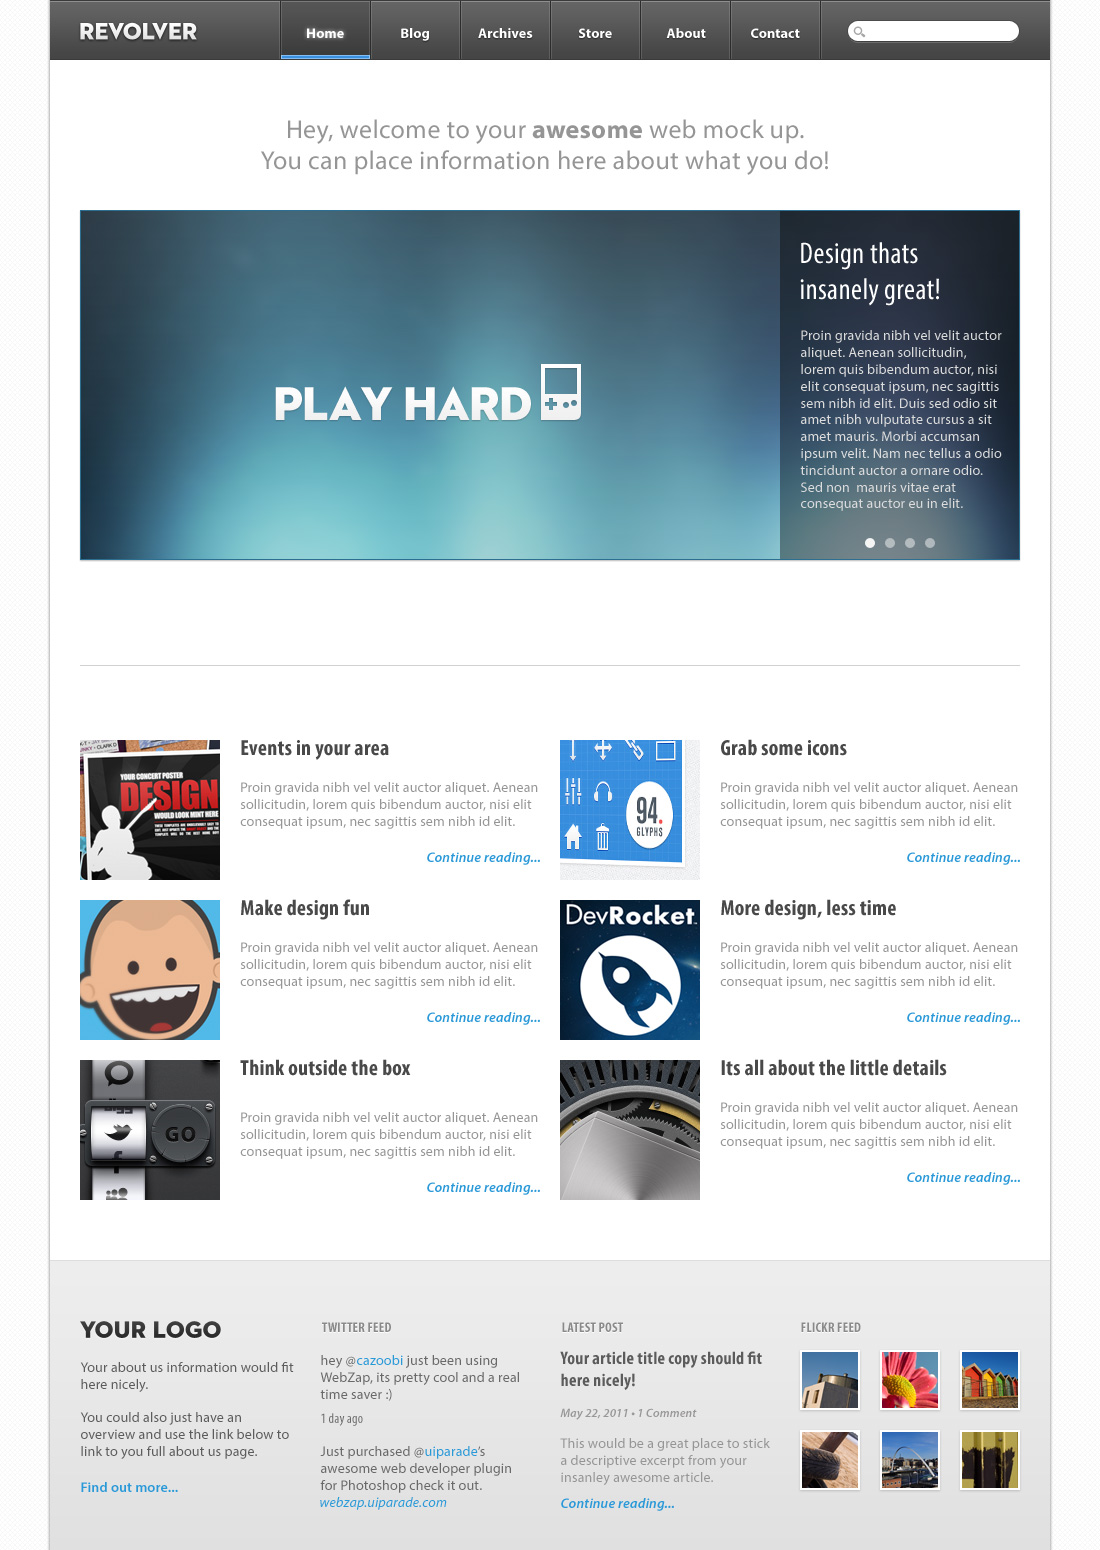 REVOLVER
Home
Blog
Archives
Store
About
Contact
Hey, welcome to your awesome web mock up.
You can place information here about what you do!
PLAY HARD
Design thats
insanely great!
Proin gravida nibh vel velit auctor
aliquet. Aenean sollicitudin,
lorem quis bibendum auctor, nisi
elit consequat ipsum, nec sagittis
sem nibh id elit. Duis sed odio sit
amet nibh vulputate cursus a sit
amet mauris. Morbi accumsan
ipsum velit. Nam nec tellus a odio
tincidunt auctor a ornare odio.
Sed non  mauris vitae erat
consequat auctor eu in elit.
CLARK D
YOUR CONCERT POSTER
DESIGN
WOULD LOOK MINT HERE
Events in your area
Proin gravida nibh vel velit auctor aliquet. Aenean
sollicitudin, lorem quis bibendum auctor, nisi elit
consequat ipsum, nec sagittis sem nibh id elit.
Continue reading...
94.
GLYPHS
Grab some icons
Proin gravida nibh vel velit auctor aliquet. Aenean
sollicitudin, lorem quis bibendum auctor, nisi elit
consequat ipsum, nec sagittis sem nibh id elit.
Continue reading...
Make design fun
Proin gravida nibh vel velit auctor aliquet. Aenean
sollicitudin, lorem quis bibendum auctor, nisi elit
consequat ipsum, nec sagittis sem nibh id elit.
Continue reading...
DevRocket
More design, less time
Proin gravida nibh vel velit auctor aliquet. Aenean
sollicitudin, lorem quis bibendum auctor, nisi elit
consequat ipsum, nec sagittis sem nibh id elit.
Continue reading...
GO
Think outside the box
Proin gravida nibh vel velit auctor aliquet. Aenean
sollicitudin, lorem quis bibendum auctor, nisi elit
consequat ipsum, nec sagittis sem nibh id elit.
Continue reading...
Its all about the little details
Proin gravida nibh vel velit auctor aliquet. Aenean
sollicitudin, lorem quis bibendum auctor, nisi elit
consequat ipsum, nec sagittis sem nibh id elit.
Continue reading...
YOUR LOGO
Your about us information would fit
here nicely.
You could also just have an
overview and use the link below to
link to you full about us page.
Find out more...
TWITTER FEED
hey @cazoobi just been using
WebZap, its pretty cool and a real
time saver :)
1 day ago
Just purchased @uiparade's
awesome web developer plugin
for Photoshop check it out.
webzap.uiparade.com
LATEST POST
Your article title copy should fit
here nicely!
May 22, 2011 • 1 Comment
This would be a great place to stick
a descriptive excerpt from your
insanley awesome article.
Continue reading...
FLICKR FEED